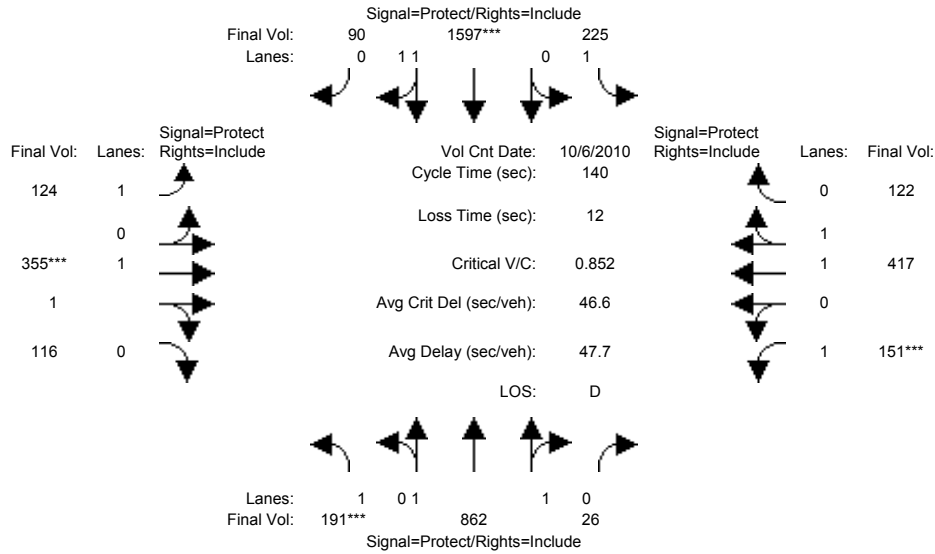 Signal=Protect/Rights=Include
Final Vol: 90 1597*** 225
Lanes: 0 1 1 0 1
Signal=Protect
Final Vol: Lanes: Rights=Include
Vol Cnt Date: 10/6/2010
Signal=Protect
Rights=Include Lanes: Final Vol:
Cycle Time (sec): 140
124 1
0 122
Loss Time (sec): 12
0
1
355*** 1
Critical V/C: 0.852
1 417
1
Avg Crit Del (sec/veh): 46.6
0
116 0
Avg Delay (sec/veh): 47.7
1 151***
LOS: D
Lanes: 1 0 1 1 0
Final Vol: 191*** 862 26
Signal=Protect/Rights=Include